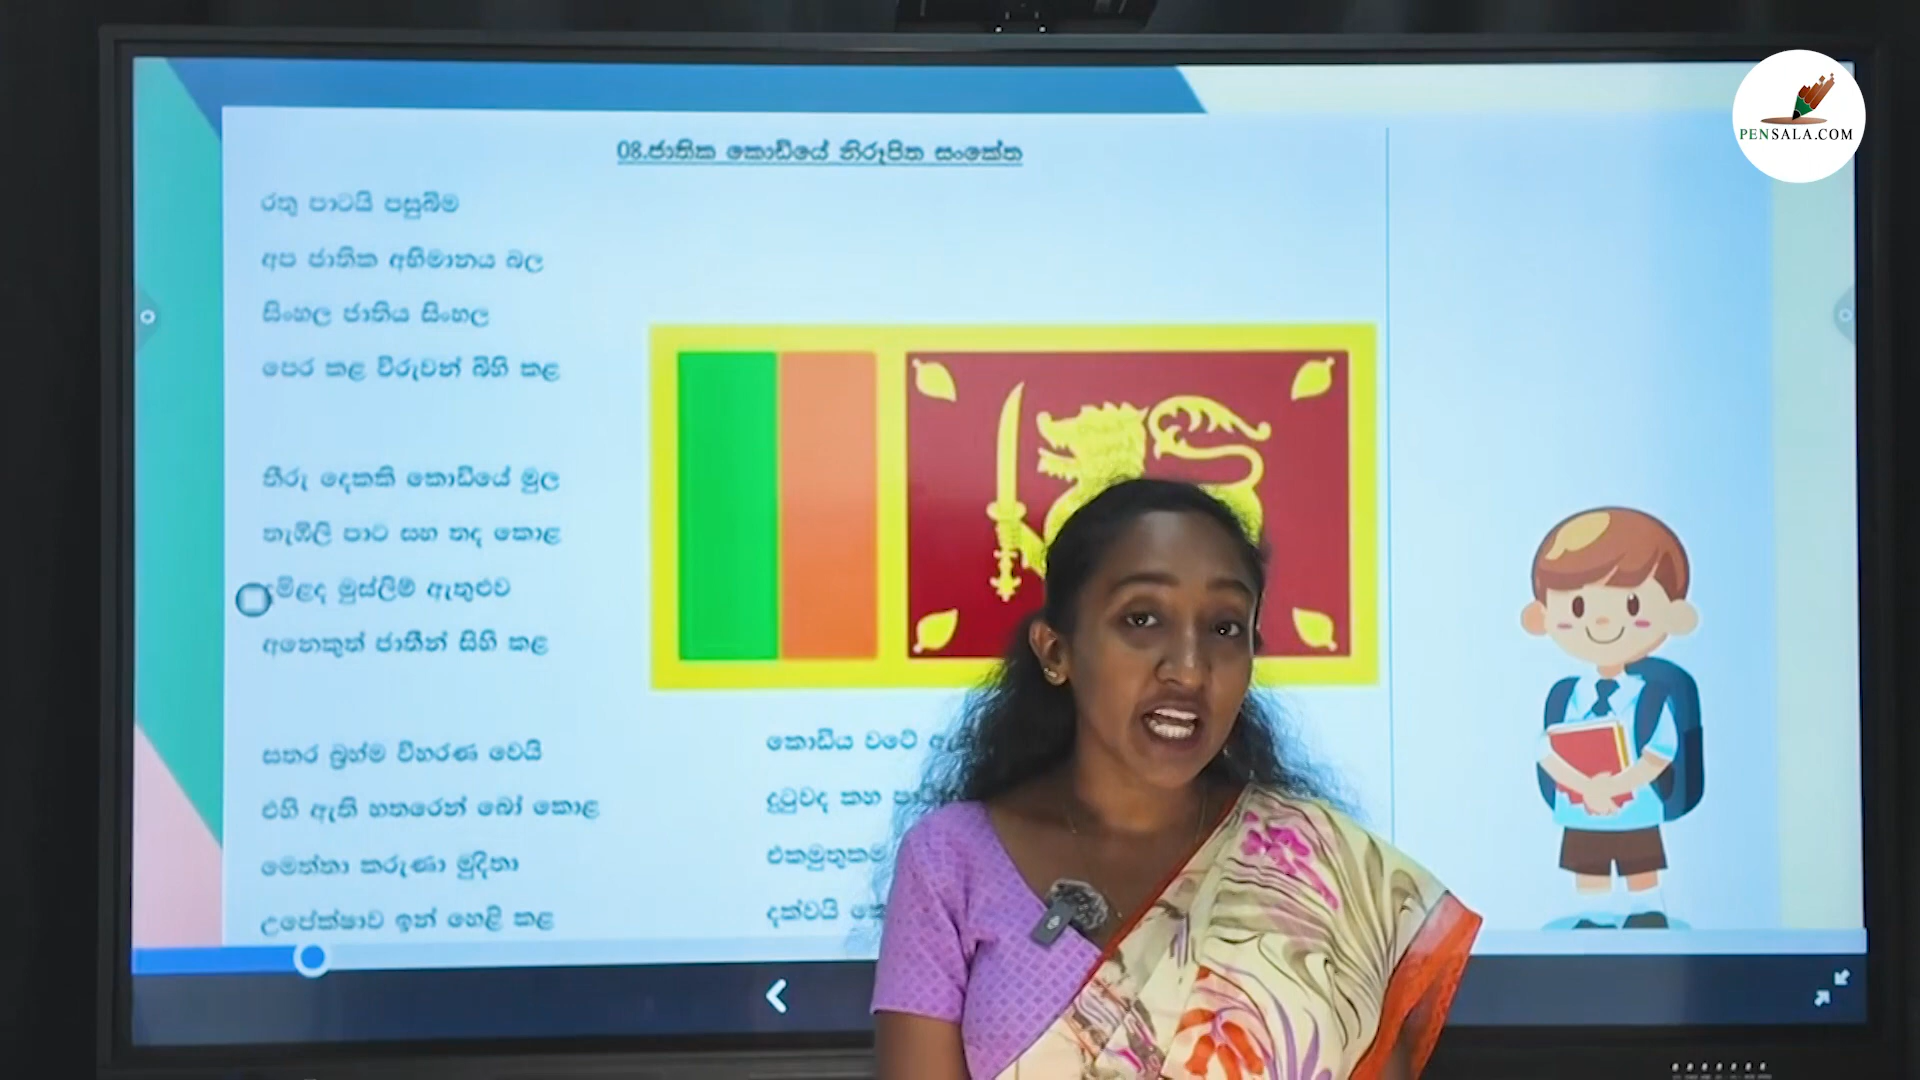 08.ජාතික කොඩියේ නිරූපිත සංකේත
රතු පාටයි පසුබිම
අප ජාතික අභිමානය බල
සිංහල ජාතිය සිංහල
පෙර කළ වීරුවන් බිහි කළ
තීරු දෙකකි කොඩියේ මුල
තැඹිලි පාට සහ තද කොළ
මුස්ලිම් ඇතුළුව
අනෙකුත් ජාතීන් සිහි කළ
සතර බ්‍රහ්ම විහරණ වෙයි
එහි ඇති හතරෙන් බෝ කොළ
මෙත්තා කරුණා මුදිතා
උපේක්ෂාව ඉන් හෙළි කළ
කොඩිය වටේ
දුටුවද කහ
එකමුතුකම
දක්වයි
PENSALA.COM